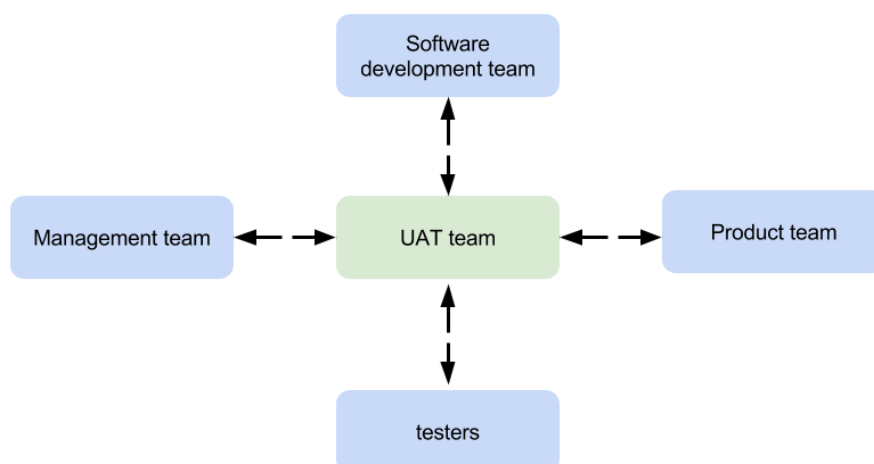 Software
development team
Management team
UAT team
Product team
testers